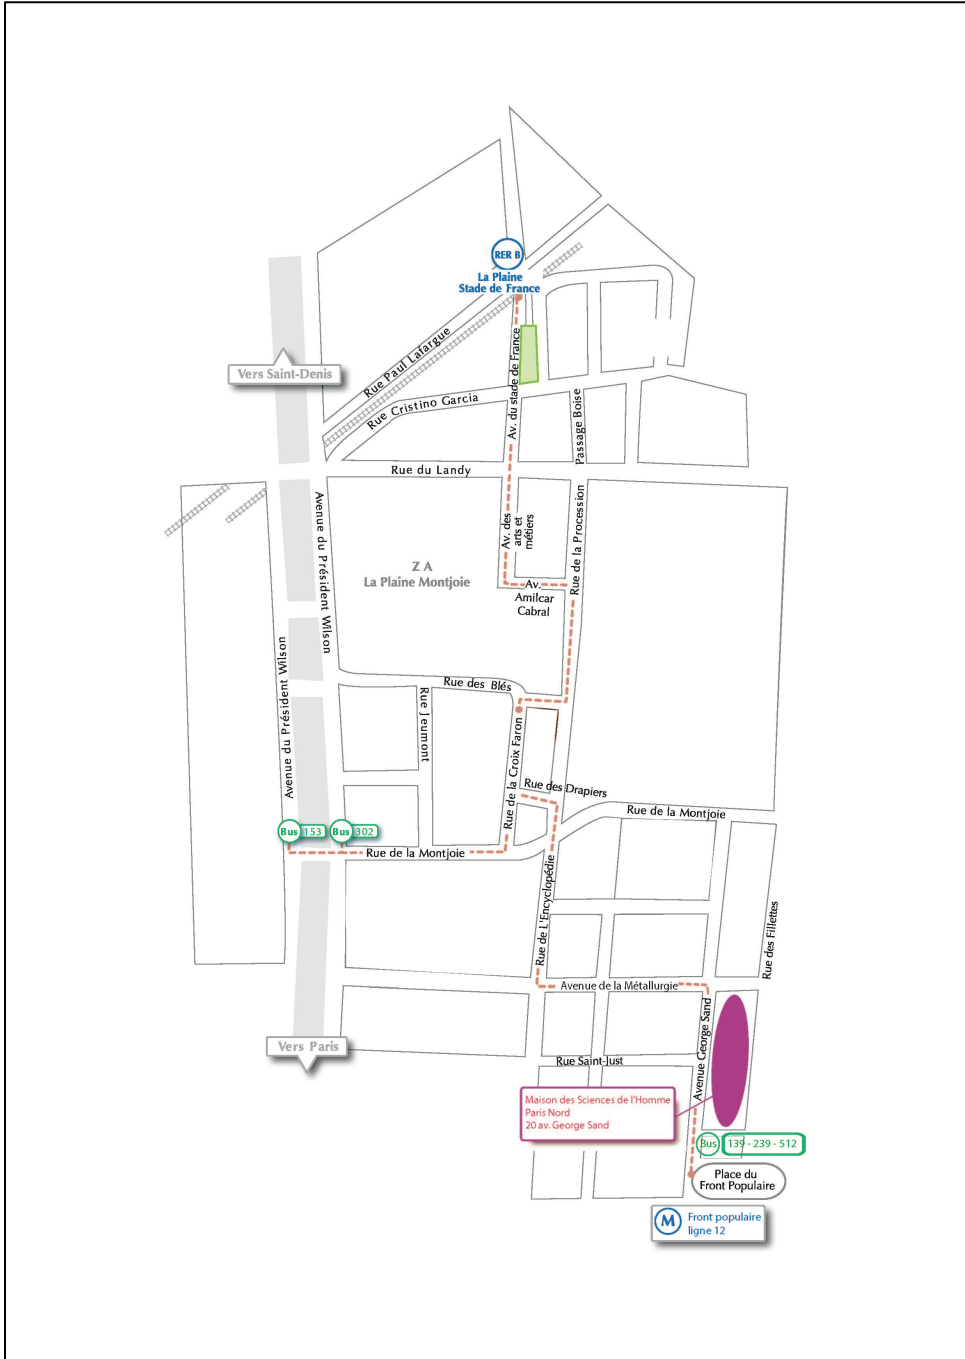 RER B
La Plaine
Stade de France
Rue Paul Lafargue
Vers Saint-Denis
Av. du stade de France
Rue Cristino Garcia
Passage Boise
Rue du Landy
Avenue du Président Wilson
Av. des
arts et
métiers
Rue de la Procession
Z A
La Plaine Montjoie
Av.
Amilcar
Cabral
Avenue du Président Wilson
Rue des Blés
Rue Jeumont
Rue de la Croix Faron
Rue des Drapiers
Rue de la Montjoie
Bus 153
Bus 302
Rue de la Montjoie
Rue de L'Encyclopédie
Rue des Fillettes
Avenue de la Métallurgie
Avenue George Sand
Vers Paris
Rue Saint-Just
Maison des Sciences de l'Homme
Paris Nord
20 av. George Sand
Bus 139 - 239 - 512
Place du
Front Populaire
M
Front populaire
ligne 12